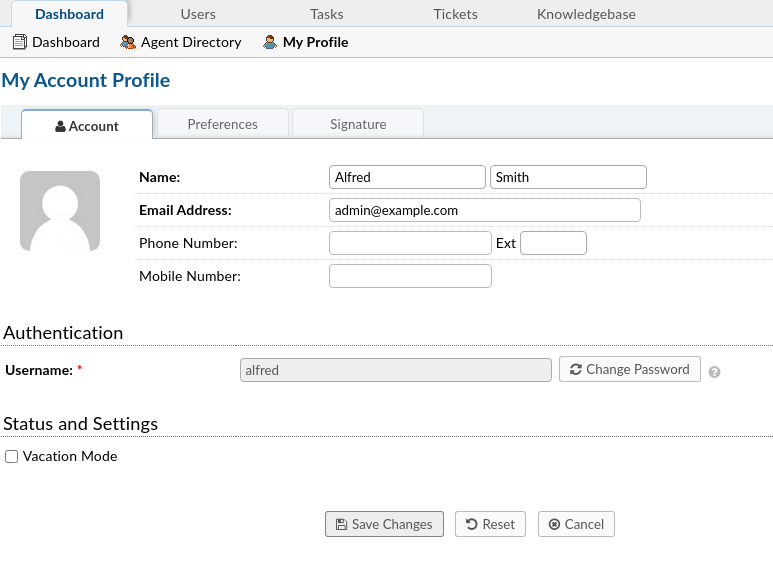 Dashboard Users Tasks Tickets Knowledgebase
Dashboard Agent Directory My Profile
My Account Profile
Account Preferences Signature
Name: Alfred Smith
Email Address: admin@example.com
Phone Number: Ext
Mobile Number:
Authentication
Username: * alfred Change Password ?
Status and Settings
Vacation Mode
Save Changes Reset Cancel